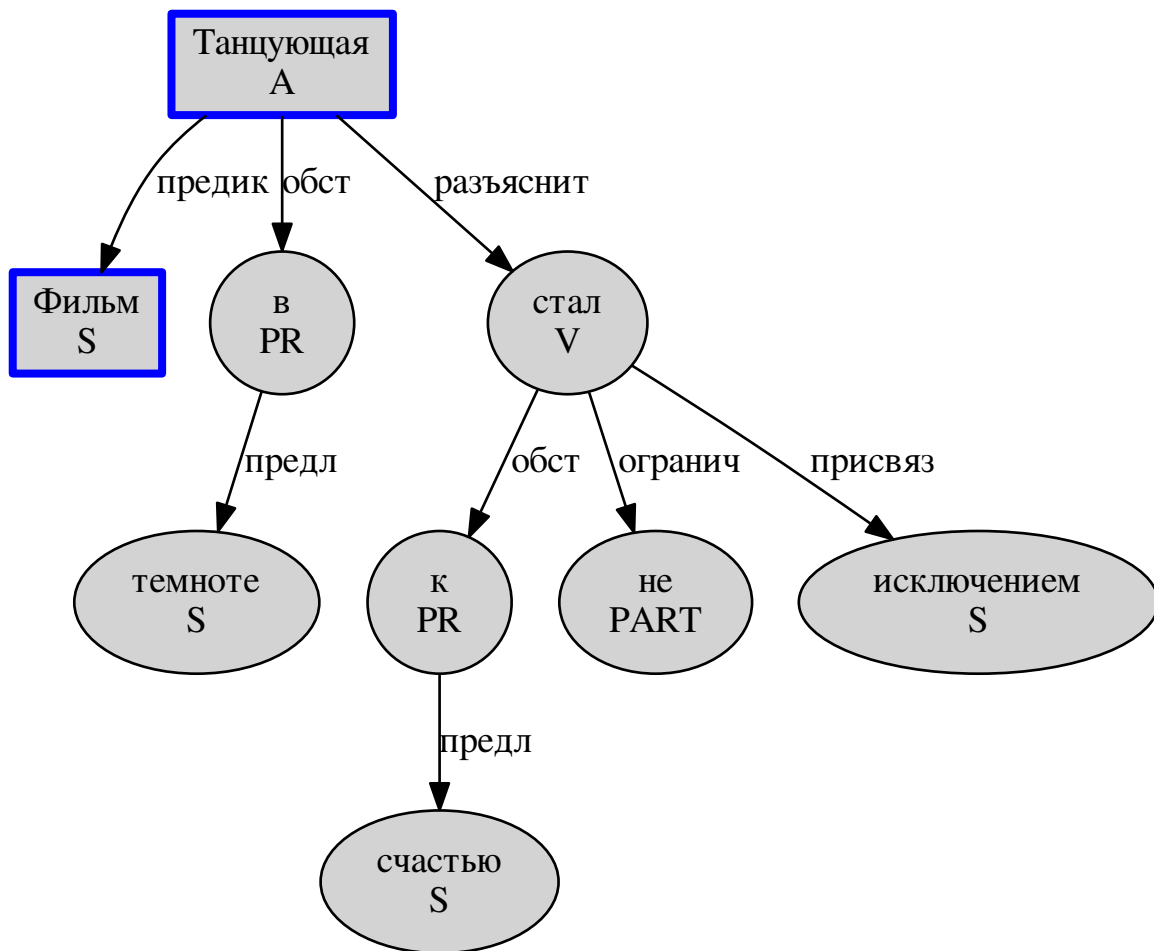 Танцующая
A
предик
обст
разъяснит
Фильм
S
в
PR
стал
V
предл
обст
огранич
присвяз
темноте
S
к
PR
не
PART
исключением
S
предл
счастью
S